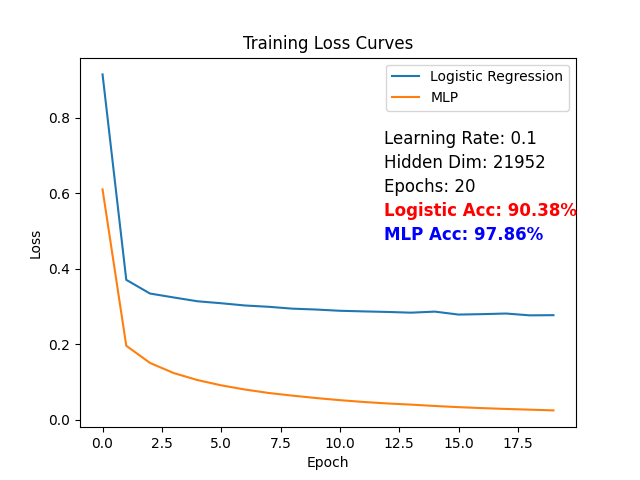 Training Loss Curves
Logistic Regression
MLP
Learning Rate: 0.1
Hidden Dim: 21952
Epochs: 20
Logistic Acc: 90.38%
MLP Acc: 97.86%
Loss
0.8
0.6
0.4
0.2
0.0
0.0 2.5 5.0 7.5 10.0 12.5 15.0 17.5
Epoch